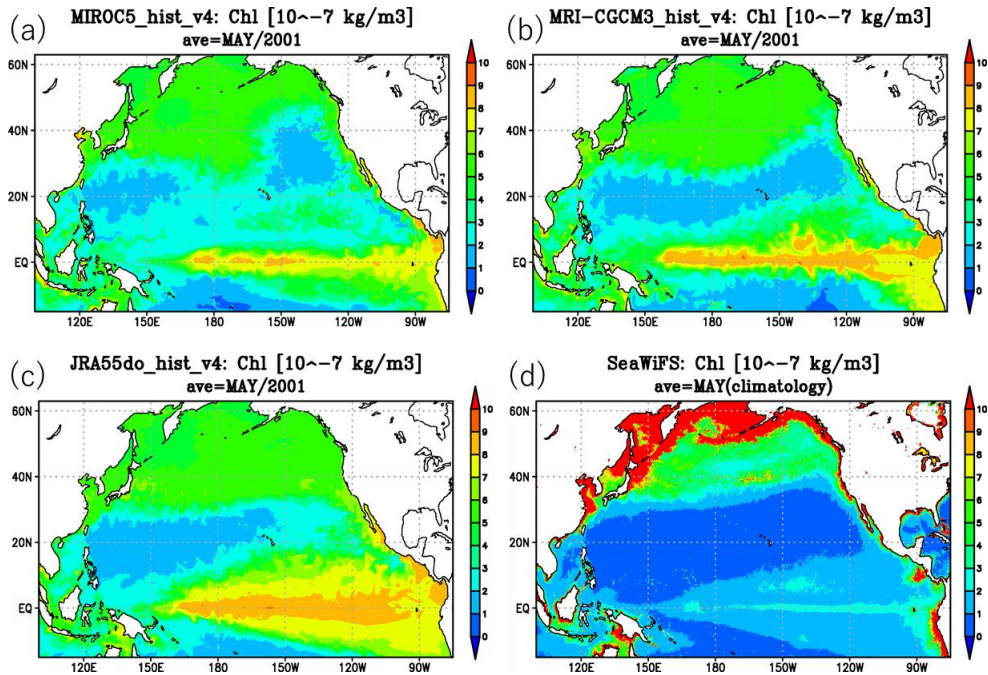 (a)
MIROC5_hist_v4: Chl [10^-7 kg/m3]
ave=MAY/2001
60N
40N
20N
EQ
120E 150E 180 150W 120W 90W
10
9
8
7
6
5
4
3
2
1
0
(b)
MRI-CGCM3_hist_v4: Chl [10^-7 kg/m3]
ave=MAY/2001
60N
40N
20N
EQ
120E 150E 180 150W 120W 90W
10
9
8
7
6
5
4
3
2
1
0
(c)
JRA55do_hist_v4: Chl [10^-7 kg/m3]
ave=MAY/2001
60N
40N
20N
EQ
120E 150E 180 150W 120W 90W
10
9
8
7
6
5
4
3
2
1
0
(d)
SeaWiFS: Chl [10^-7 kg/m3]
ave=MAY(climatology)
60N
40N
20N
EQ
120E 150E 180 150W 120W 90W
10
9
8
7
6
5
4
3
2
1
0